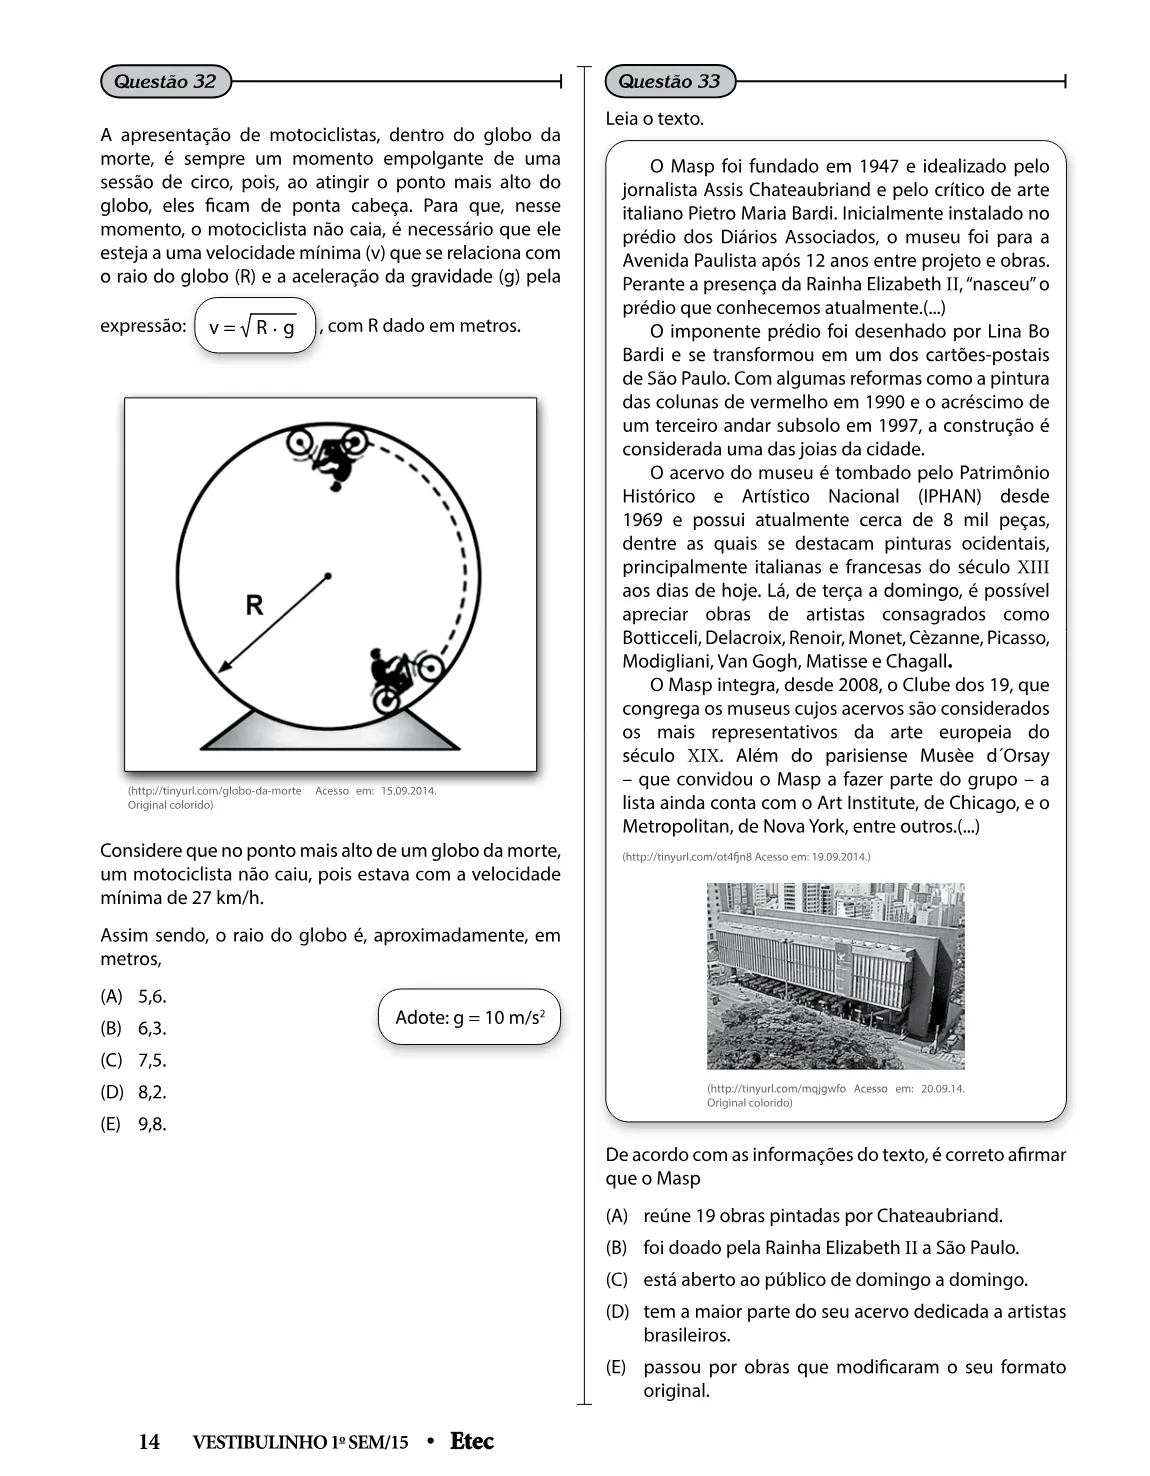 Questão 32
A apresentação de motociclistas, dentro do globo da
morte, é sempre um momento empolgante de uma
sessão de circo, pois, ao atingir o ponto mais alto do
globo, eles ficam de ponta cabeça. Para que, nesse
momento, o motociclista não caia, é necessário que ele
esteja a uma velocidade mínima (v) que se relaciona com
o raio do globo (R) e a aceleração da gravidade (g) pela
expressão: v = √R · g , com R dado em metros.
R
(http://tinyurl.com/globo-da-morte Acesso em: 15.09.2014.
Original colorido)
Considere que no ponto mais alto de um globo da morte,
um motociclista não caiu, pois estava com a velocidade
mínima de 27 km/h.
Assim sendo, o raio do globo é, aproximadamente, em
metros,
(A) 5,6.
(B) 6,3.
(C) 7,5.
(D) 8,2.
(E) 9,8.
Adote: g = 10 m/s²
Questão 33
Leia o texto.
O Masp foi fundado em 1947 e idealizado pelo
jornalista Assis Chateaubriand e pelo crítico de arte
italiano Pietro Maria Bardi. Inicialmente instalado no
prédio dos Diários Associados, o museu foi para a
Avenida Paulista após 12 anos entre projeto e obras.
Perante a presença da Rainha Elizabeth II, “nasceu” o
prédio que conhecemos atualmente.(...)
O imponente prédio foi desenhado por Lina Bo
Bardi e se transformou em um dos cartões-postais
de São Paulo. Com algumas reformas como a pintura
das colunas de vermelho em 1990 e o acréscimo de
um terceiro andar subsolo em 1997, a construção é
considerada uma das joias da cidade.
O acervo do museu é tombado pelo Patrimônio
Histórico e Artístico Nacional (IPHAN) desde
1969 e possui atualmente cerca de 8 mil peças,
dentre as quais se destacam pinturas ocidentais,
principalmente italianas e francesas do século XIII
aos dias de hoje. Lá, de terça a domingo, é possível
apreciar obras de artistas consagrados como
Botticceli, Delacroix, Renoir, Monet, Cèzanne, Picasso,
Modigliani, Van Gogh, Matisse e Chagall.
O Masp integra, desde 2008, o Clube dos 19, que
congrega os museus cujos acervos são considerados
os mais representativos da arte europeia do
século XIX. Além do parisiense Musèe d´Orsay
– que convidou o Masp a fazer parte do grupo – a
lista ainda conta com o Art Institute, de Chicago, e o
Metropolitan, de Nova York, entre outros.(...)
(http://tinyurl.com/ot4fjn8 Acesso em: 19.09.2014.)
(http://tinyurl.com/mqjgwfo Acesso em: 20.09.14.
Original colorido)
De acordo com as informações do texto, é correto afirmar
que o Masp
(A) reúne 19 obras pintadas por Chateaubriand.
(B) foi doado pela Rainha Elizabeth II a São Paulo.
(C) está aberto ao público de domingo a domingo.
(D) tem a maior parte do seu acervo dedicada a artistas
brasileiros.
(E) passou por obras que modificaram o seu formato
original.
14 VESTIBULINHO 1º SEM/15 • Etec